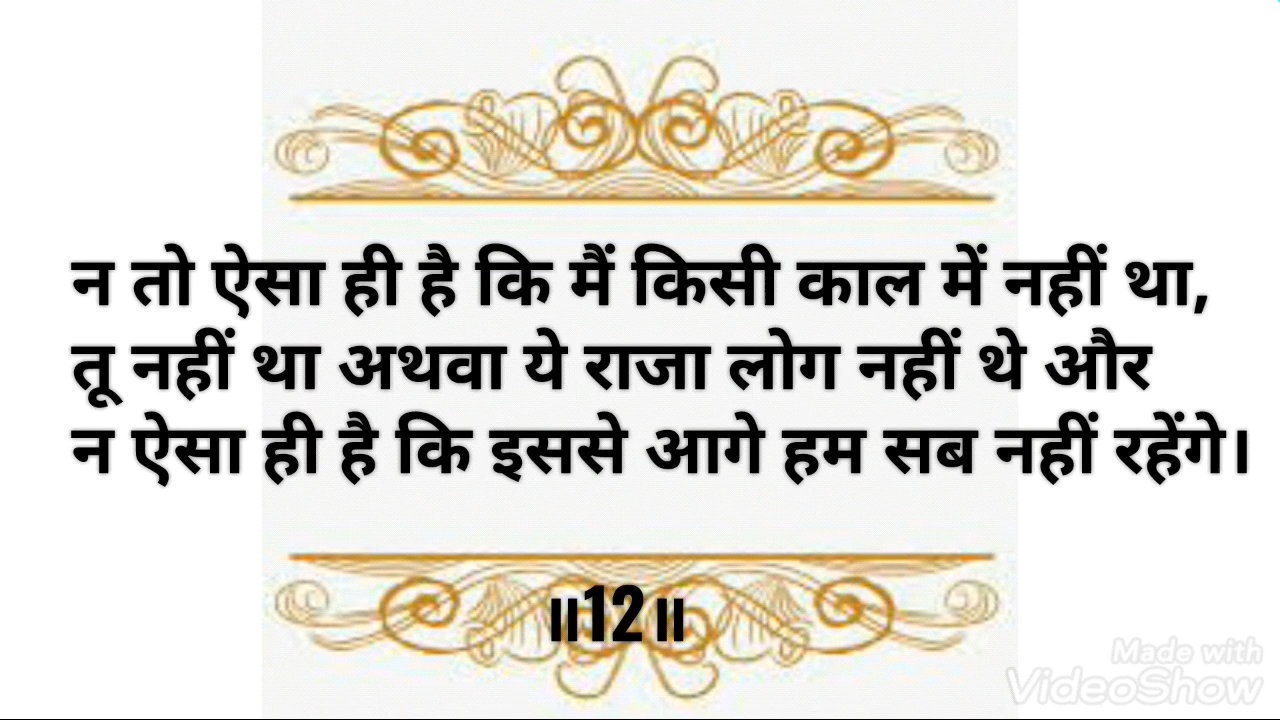 न तो ऐसा ही है कि मैं किसी काल में नहीं था,
तू नहीं था अथवा ये राजा लोग नहीं थे और
न ऐसा ही है कि इससे आगे हम सब नहीं रहेंगे।
॥12॥
Made with
VideoShow